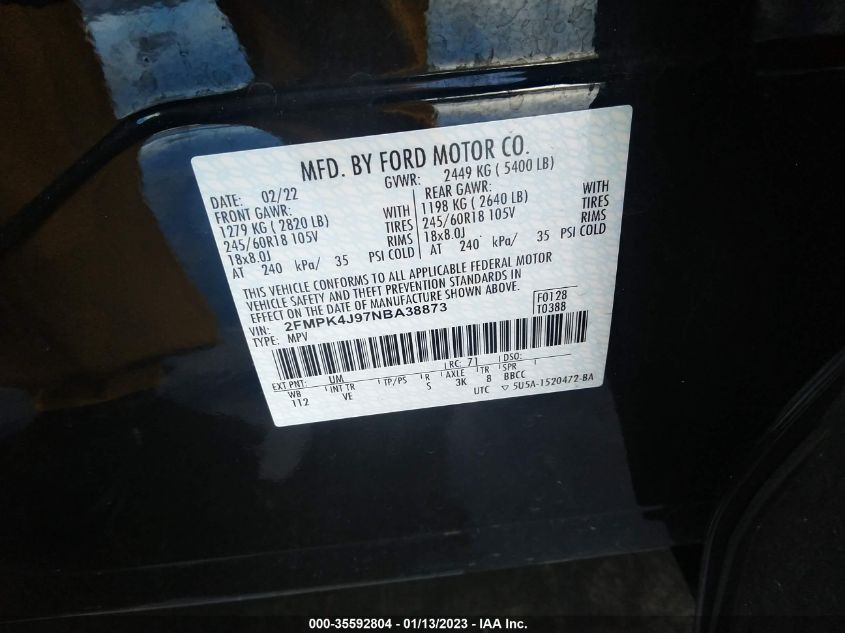 MFD. BY FORD MOTOR CO.
DATE: 02/22 GVWR: 2449 KG ( 5400 LB)
FRONT GAWR: REAR GAWR:
1279 KG ( 2820 LB) WITH 1198 KG ( 2640 LB) WITH
245/60R18 105V TIRES 245/60R18 105V TIRES
18x8.0J RIMS 18x8.0J RIMS
AT 240 kPa/ 35 PSI COLD AT 240 kPa/ 35 PSI COLD
THIS VEHICLE CONFORMS TO ALL APPLICABLE FEDERAL MOTOR
VEHICLE SAFETY AND THEFT PREVENTION STANDARDS IN
EFFECT ON THE DATE OF MANUFACTURE SHOWN ABOVE.
VIN: 2FMPK4J97NBA38873 F0128
TYPE: MPV T0388
EXT PNT: UM RC: 71 DSO:
WB INT TR TP/PS R AXLE TR SPR
112 VE S 3K 8 BBCC
UTC ▽ 5U5A-1520472-BA
000-35592804 / 01/13/2023 - IAA Inc.